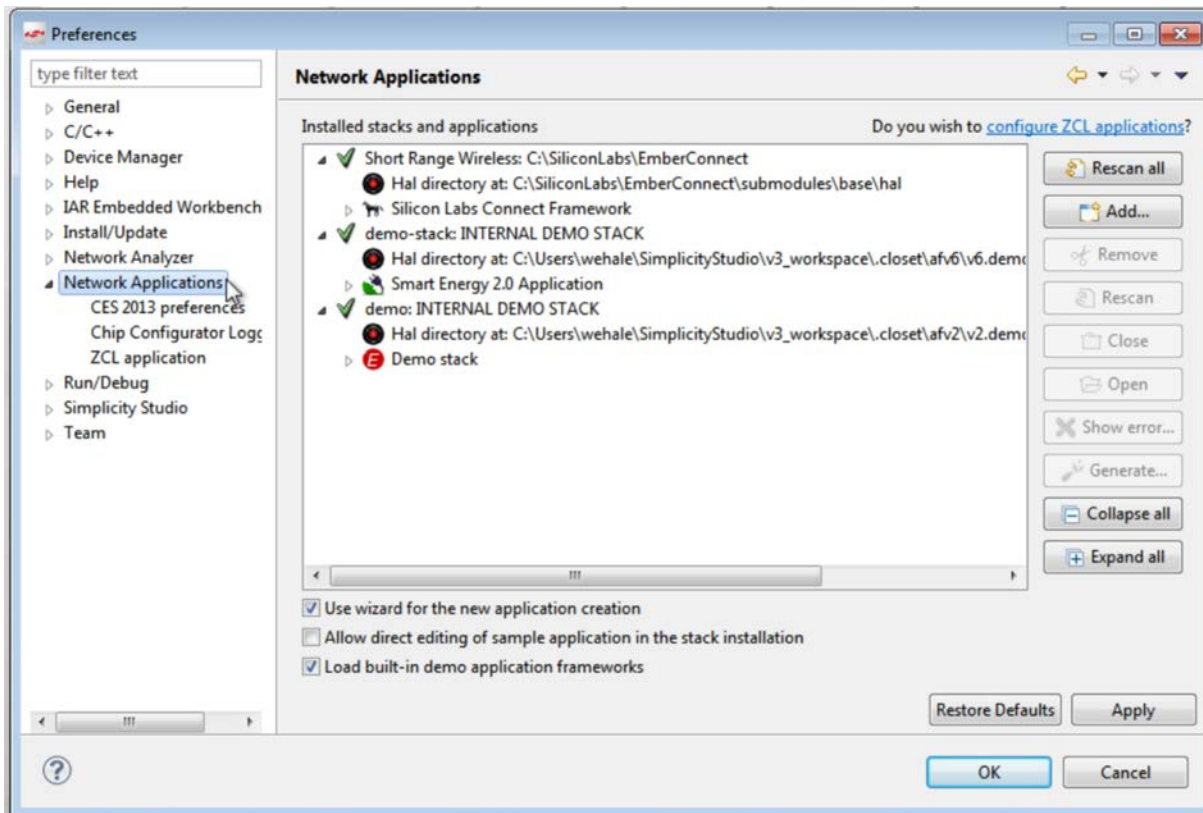 Preferences
type filter text
General
C/C++
Device Manager
Help
IAR Embedded Workbench
Install/Update
Network Analyzer
Network Applications
CES 2013 preferences
Chip Configurator Logg
ZCL application
Run/Debug
Simplicity Studio
Team
Network Applications
Installed stacks and applications
Do you wish to configure ZCL applications?
Short Range Wireless: C:\SiliconLabs\EmberConnect
Hal directory at: C:\SiliconLabs\EmberConnect\submodules\base\hal
Silicon Labs Connect Framework
demo-stack: INTERNAL DEMO STACK
Hal directory at: C:\Users\wehale\SimplicityStudio\v3_workspace\.closet\afv6\v6.demo
Smart Energy 2.0 Application
demo: INTERNAL DEMO STACK
Hal directory at: C:\Users\wehale\SimplicityStudio\v3_workspace\.closet\afv2\v2.demo
E Demo stack
Rescan all
Add...
Remove
Rescan
Close
Open
Show error...
Generate...
Collapse all
Expand all
Use wizard for the new application creation
Allow direct editing of sample application in the stack installation
Load built-in demo application frameworks
Restore Defaults
Apply
?
OK
Cancel